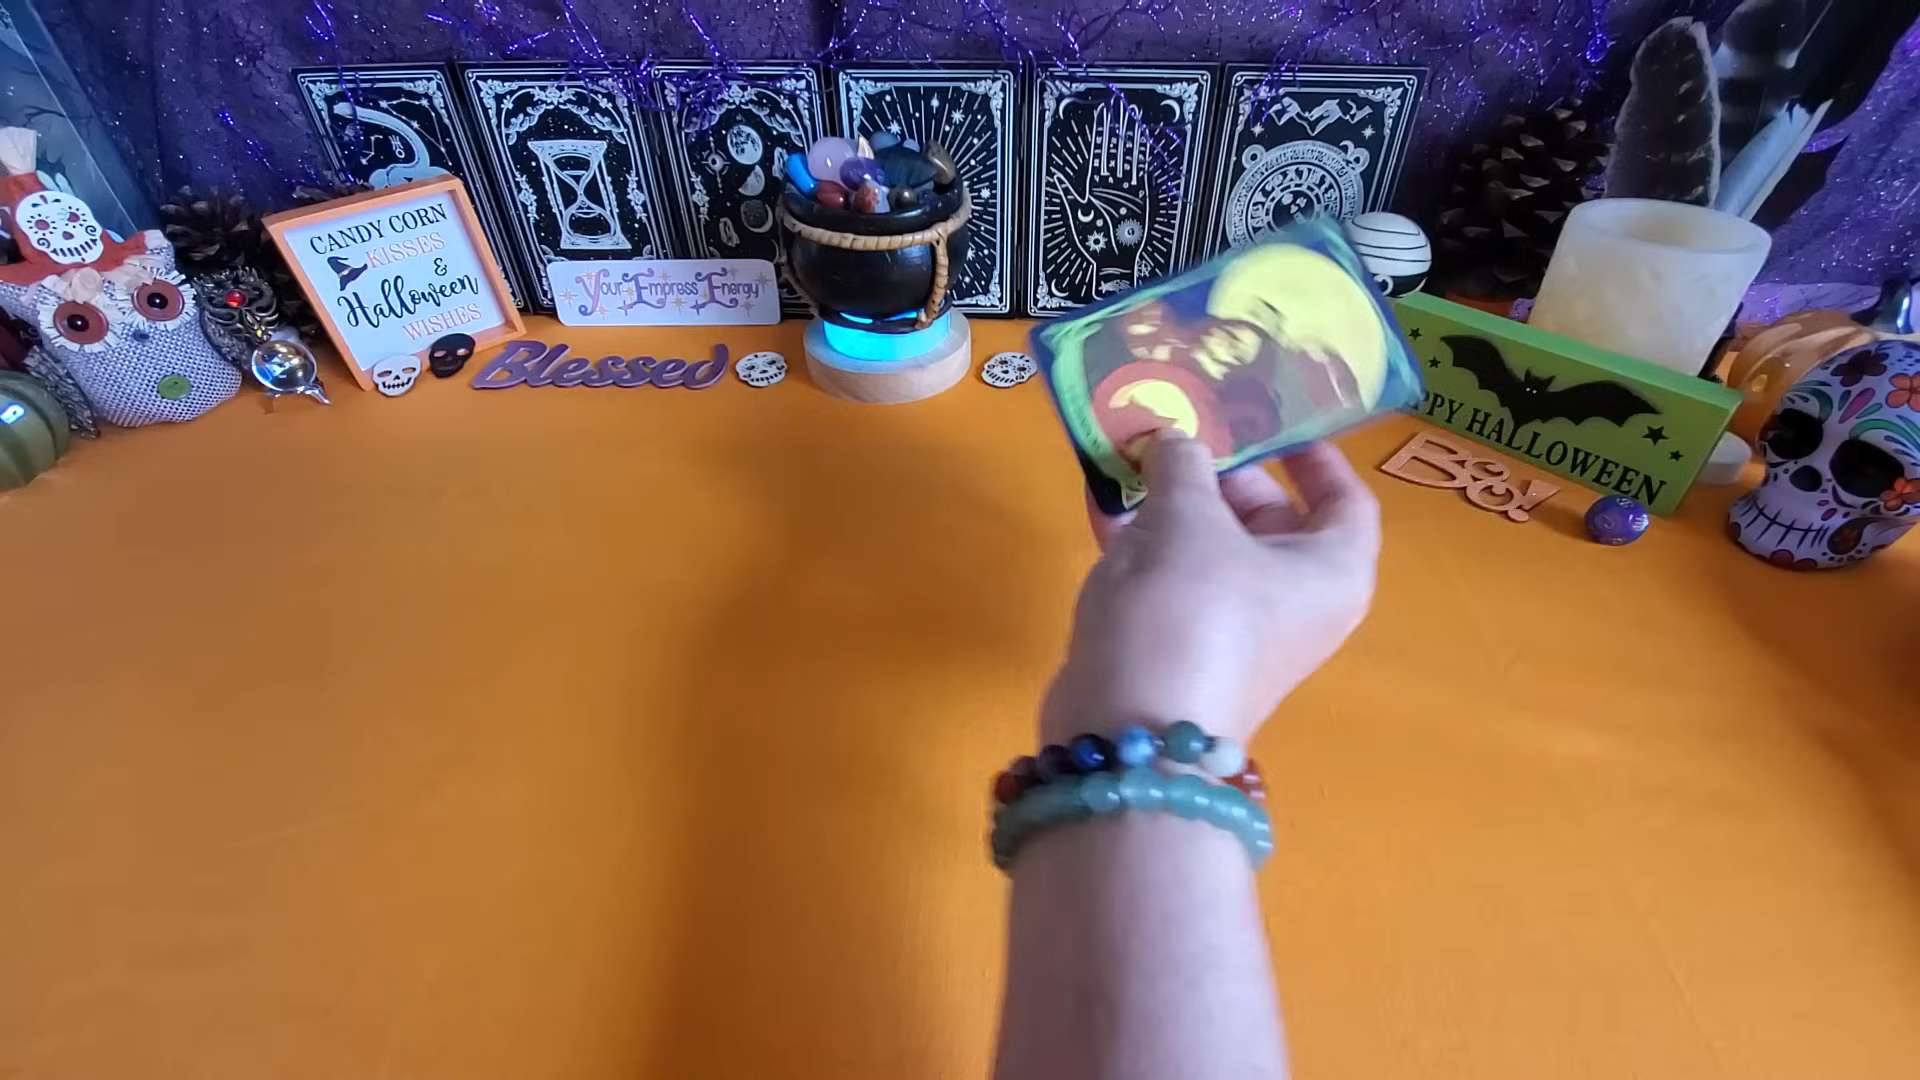 CANDY CORN
KISSES
&
Halloween
WISHES
Your Empress Energy
Blessed
PPY HALLOWEEN
Boo!